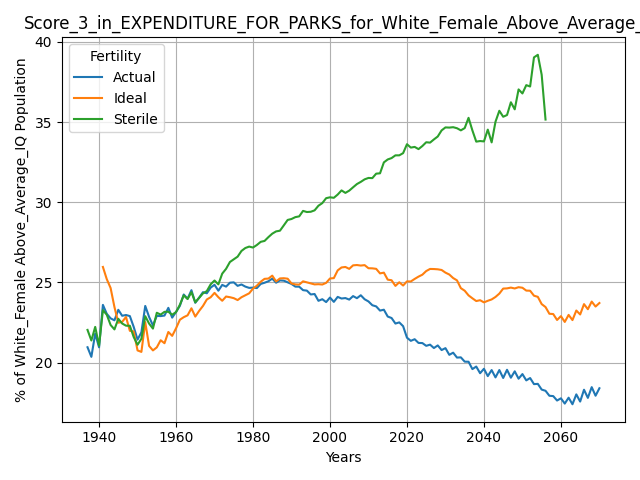 Score_3_in_EXPENDITURE_FOR_PARKS_for_White_Female_Above_Average_
40
35
30
25
20
% of White_Female Above_Average_IQ Population
Fertility
Actual
Ideal
Sterile
1940 1960 1980 2000 2020 2040 2060
Years